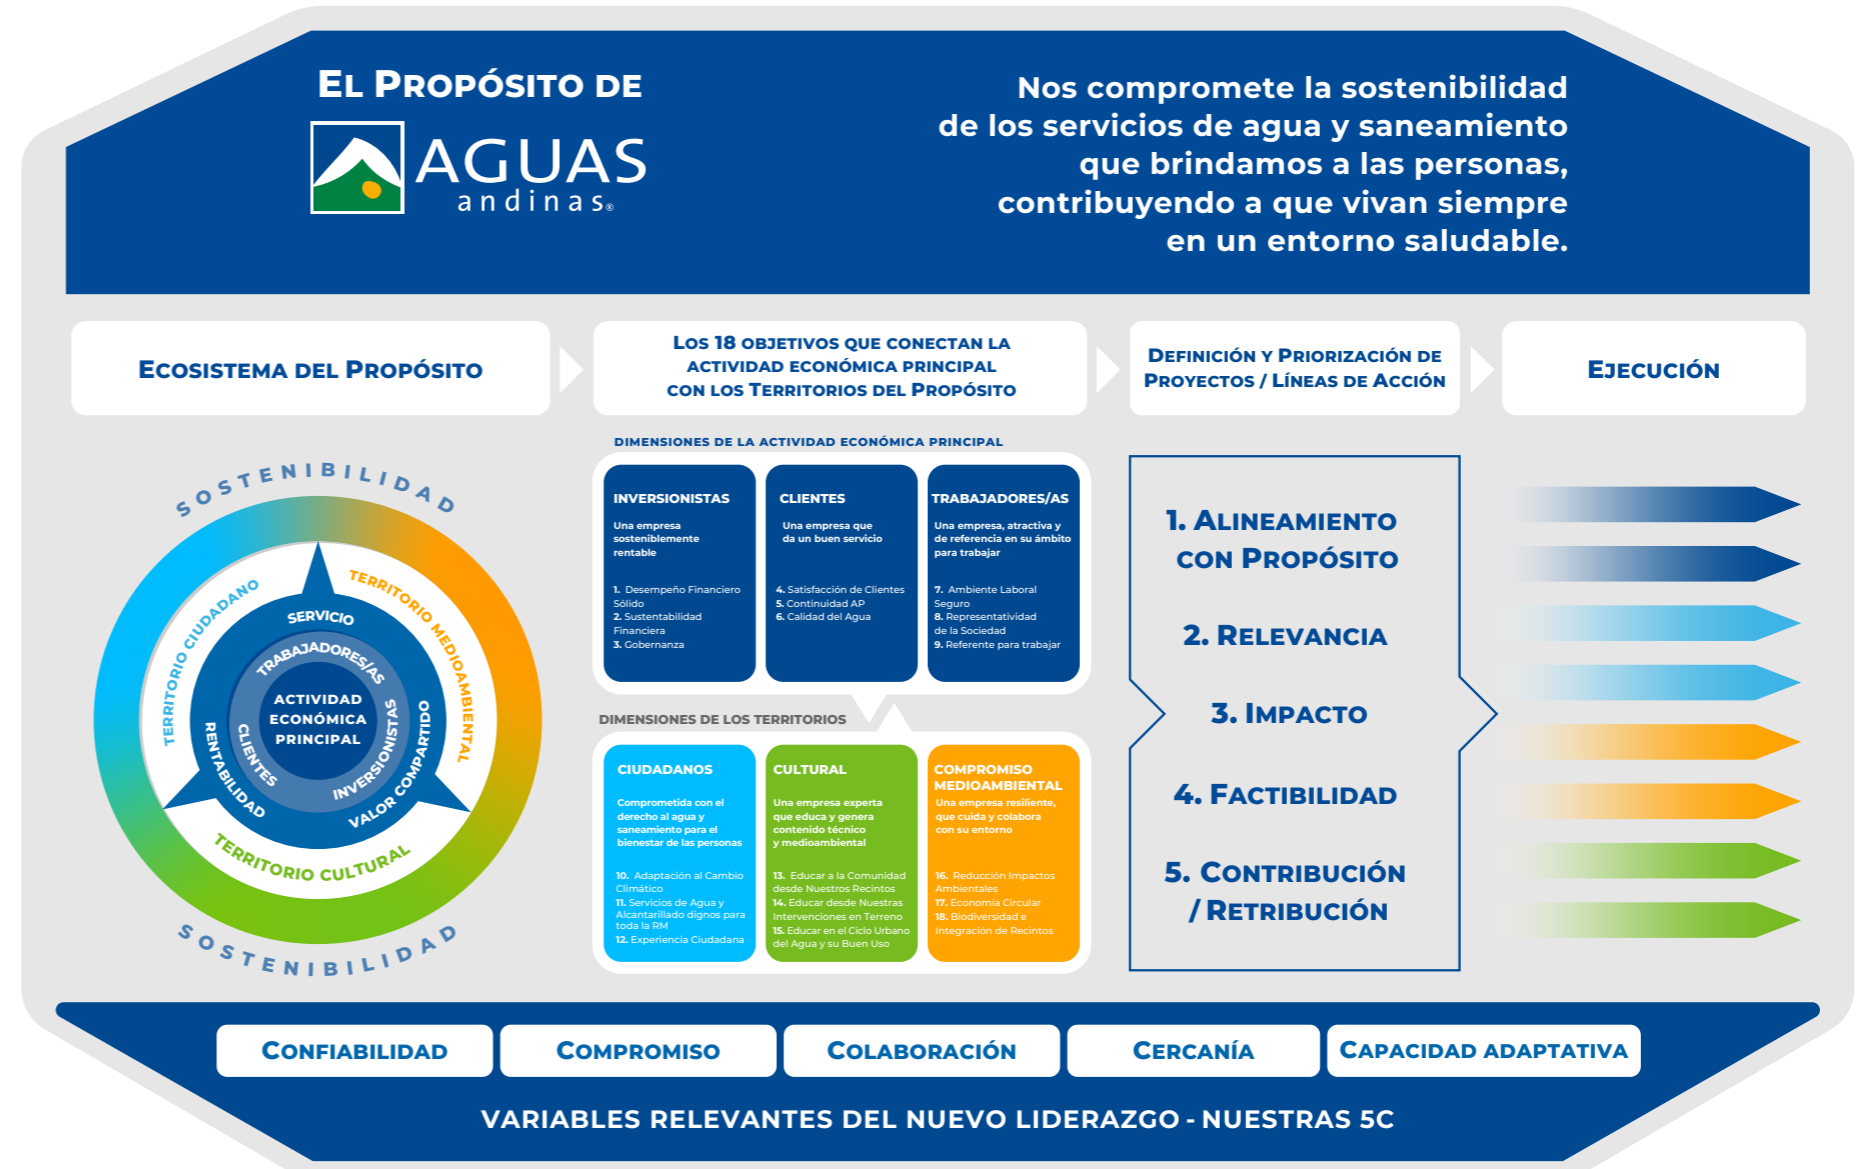 EL PROPÓSITO DE
AGUAS
andinas®
Nos compromete la sostenibilidad
de los servicios de agua y saneamiento
que brindamos a las personas,
contribuyendo a que vivan siempre
en un entorno saludable.
ECOSISTEMA DEL PROPÓSITO
LOS 18 OBJETIVOS QUE CONECTAN LA
ACTIVIDAD ECONÓMICA PRINCIPAL
CON LOS TERRITORIOS DEL PROPÓSITO
DEFINICIÓN Y PRIORIZACIÓN DE
PROYECTOS / LÍNEAS DE ACCIÓN
EJECUCIÓN
SOSTENIBILIDAD
TERRITORIO CIUDADANO
TERRITORIO MEDIOAMBIENTAL
TERRITORIO CULTURAL
SERVICIO
RENTABILIDAD
VALOR COMPARTIDO
TRABAJADORES/AS
CLIENTES
INVERSIONISTAS
ACTIVIDAD
ECONÓMICA
PRINCIPAL
SOSTENIBILIDAD
DIMENSIONES DE LA ACTIVIDAD ECONÓMICA PRINCIPAL
INVERSIONISTAS
Una empresa
sosteniblemente
rentable
1. Desempeño Financiero
Sólido
2. Sustentabilidad
Financiera
3. Gobernanza
CLIENTES
Una empresa que
da un buen servicio
4. Satisfacción de Clientes
5. Continuidad AP
6. Calidad del Agua
TRABAJADORES/AS
Una empresa, atractiva y
de referencia en su ámbito
para trabajar
7. Ambiente Laboral
Seguro
8. Representatividad
de la Sociedad
9. Referente para trabajar
DIMENSIONES DE LOS TERRITORIOS
CIUDADANOS
Comprometida con el
derecho al agua y
saneamiento para el
bienestar de las personas
10. Adaptación al Cambio
Climático
11. Servicios de Agua y
Alcantarillado dignos para
toda la RM
12. Experiencia Ciudadana
CULTURAL
Una empresa experta
que educa y genera
contenido técnico
y medioambiental
13. Educar a la Comunidad
desde Nuestros Recintos
14. Educar desde Nuestras
Intervenciones en Terreno
15. Educar en el Ciclo Urbano
del Agua y su Buen Uso
COMPROMISO
MEDIOAMBIENTAL
Una empresa resiliente,
que cuida y colabora
con su entorno
16. Reducción Impactos
Ambientales
17. Economía Circular
18. Biodiversidad e
Integración de Recintos
1. ALINEAMIENTO
CON PROPÓSITO
2. RELEVANCIA
3. IMPACTO
4. FACTIBILIDAD
5. CONTRIBUCIÓN
/ RETRIBUCIÓN
CONFIABILIDAD
COMPROMISO
COLABORACIÓN
CERCANÍA
CAPACIDAD ADAPTATIVA
VARIABLES RELEVANTES DEL NUEVO LIDERAZGO - NUESTRAS 5C